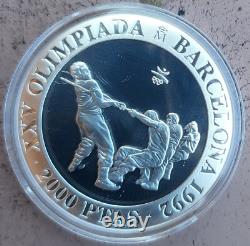 · XXV OLIMPIADA M BARCELONA 1992
2000 PTAS